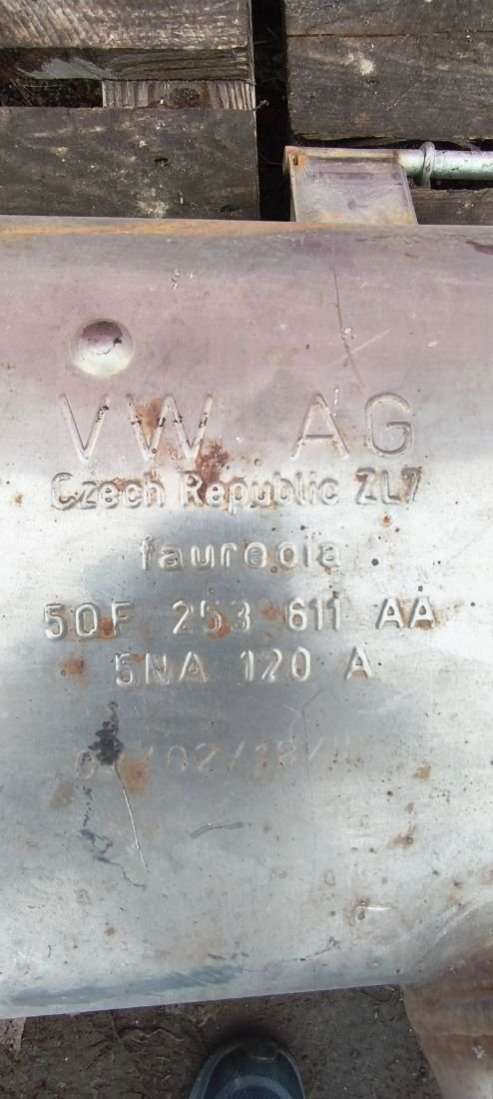 VW AG
Czech Republic ZL7
faurecia
5QF 253 611 AA
5NA 120 A